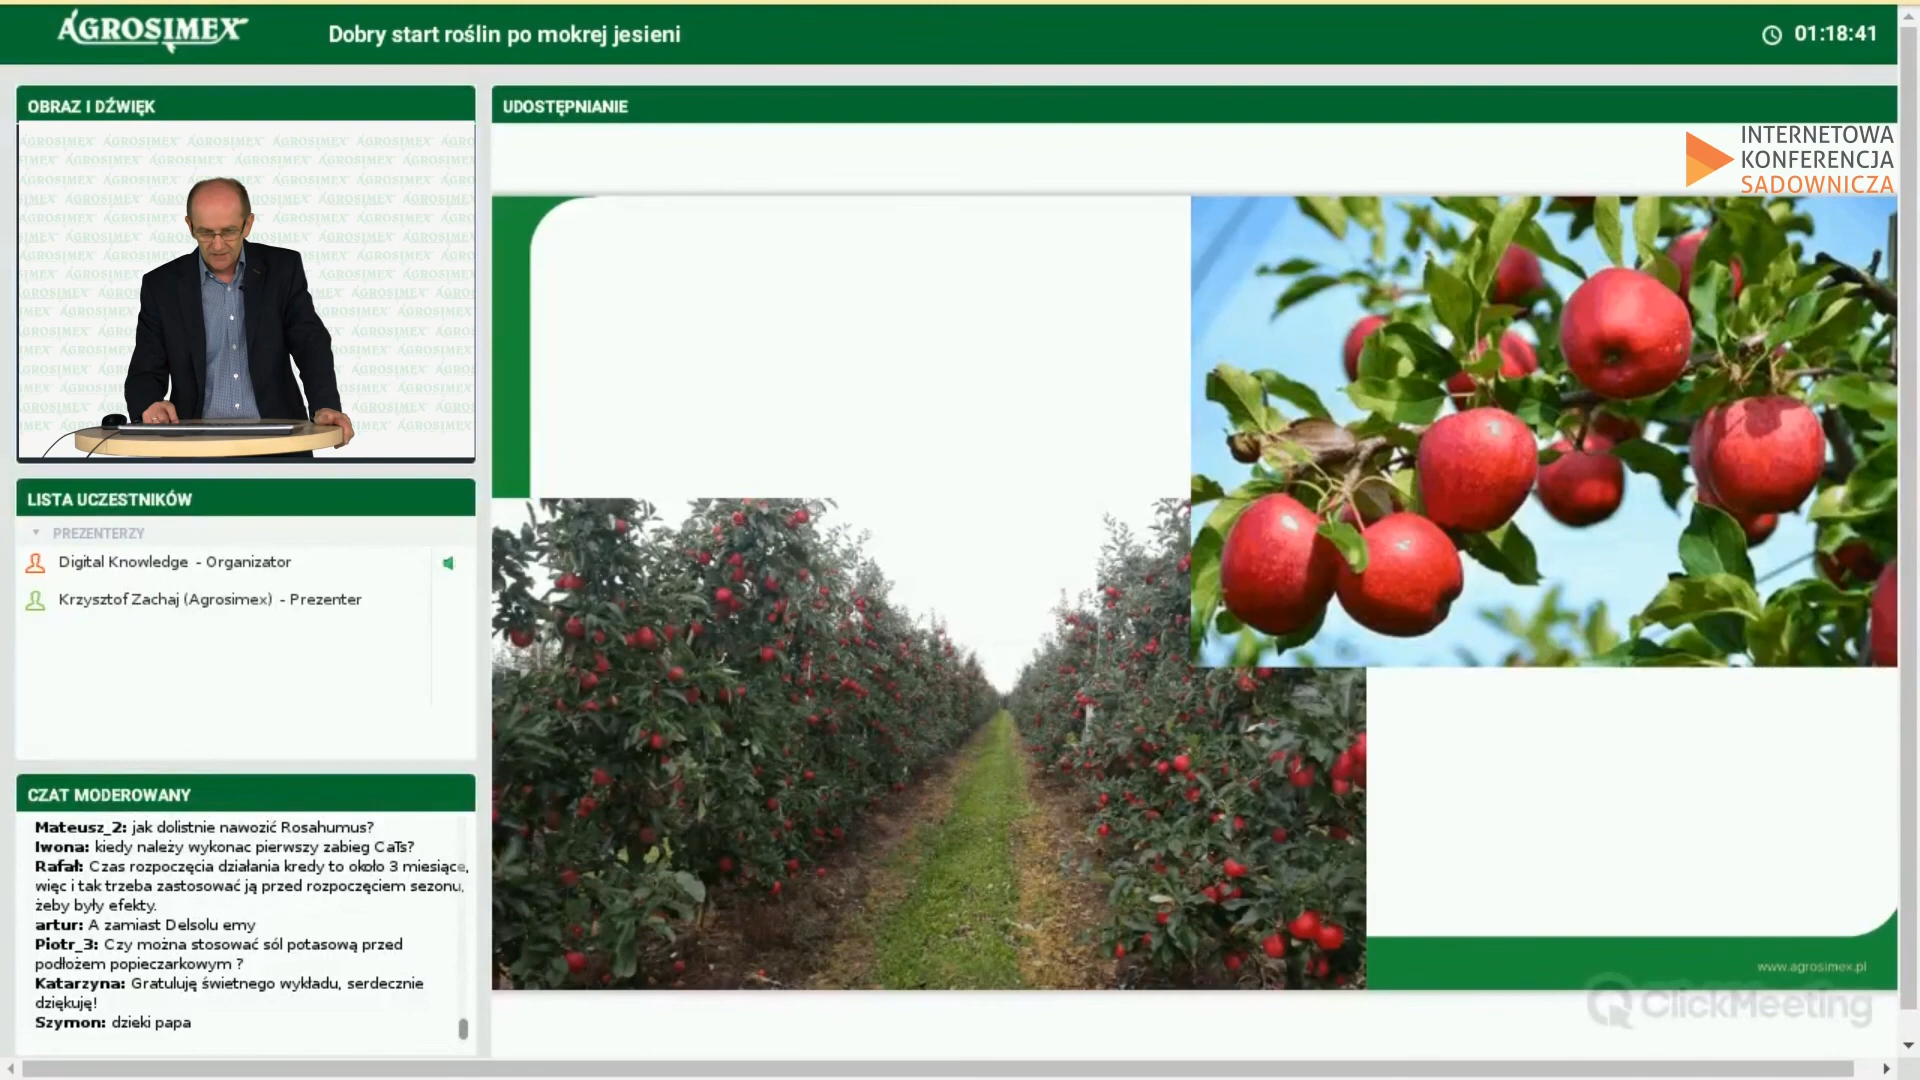 AGROSIMEX
Dobry start roślin po mokrej jesieni
01:18:41
OBRAZ I DŹWIĘK
LISTA UCZESTNIKÓW
PREZENTERZY
Digital Knowledge - Organizator
Krzysztof Zachaj (Agrosimex) - Prezenter
CZAT MODEROWANY
Mateusz_2: jak dolistnie nawozić Rosahumus?
Iwona: kiedy należy wykonac pierwszy zabieg CaTs?
Rafał: Czas rozpoczęcia działania kredy to około 3 miesiące,
więc i tak trzeba zastosować ją przed rozpoczęciem sezonu,
żeby były efekty.
artur: A zamiast Delsolu emy
Piotr_3: Czy można stosować sól potasową przed
podłożem popieczarkowym ?
Katarzyna: Gratuluję świetnego wykładu, serdecznie
dziękuję!
Szymon: dzieki papa
UDOSTĘPNIANIE
INTERNETOWA
KONFERENCJA
SADOWNICZA
www.agrosimex.pl
ClickMeeting